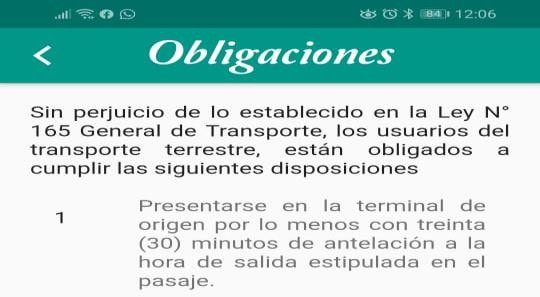 84 12:06
Obligaciones
Sin perjuicio de lo establecido en la Ley N°
165 General de Transporte, los usuarios del
transporte terrestre, están obligados a
cumplir las siguientes disposiciones
1
Presentarse en la terminal de
origen por lo menos con treinta
(30) minutos de antelación a la
hora de salida estipulada en el
pasaje.